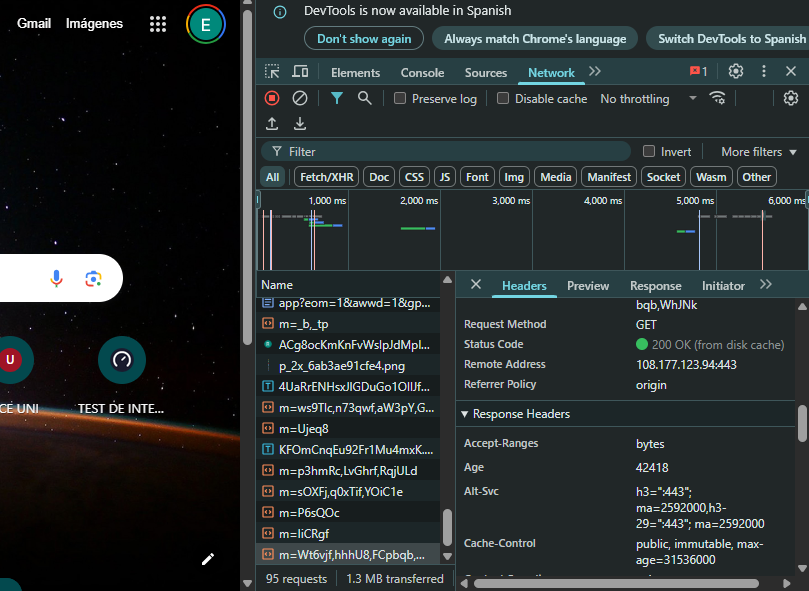 Gmail Imágenes
E
DevTools is now available in Spanish
Don't show again Always match Chrome's language Switch DevTools to Spanish
Elements Console Sources Network 1
Preserve log Disable cache No throttling
Filter Invert More filters
All Fetch/XHR Doc CSS JS Font Img Media Manifest Socket Wasm Other
1,000 ms 2,000 ms 3,000 ms 4,000 ms 5,000 ms 6,000 ms
Name
app?eom=1&awwd=1&gp...
m=_b,_tp
ACg8ocKmKnFvWsIpJdMpl...
p_2x_6ab3ae91cfe4.png
4UaRrENHsxJlGDuGo1OIlJf...
m=ws9Tlc,n73qwf,aW3pY,G...
m=Ujeq8
KFOmCnqEu92Fr1Mu4mxK....
m=p3hmRc,LvGhrf,RqjULd
m=sOXFj,q0xTif,YOiC1e
m=P6sQOc
m=IiCRgf
m=Wt6vjf,hhhU8,FCpbqb,...
95 requests 1.3 MB transferred
Headers Preview Response Initiator
bqb,WhJNk
Request Method GET
Status Code 200 OK (from disk cache)
Remote Address 108.177.123.94:443
Referrer Policy origin
Response Headers
Accept-Ranges bytes
Age 42418
Alt-Svc h3=":443";
ma=2592000,h3-
29=":443"; ma=2592000
Cache-Control public, immutable, max-
age=31536000
U
CE UNI
TEST DE INTE...